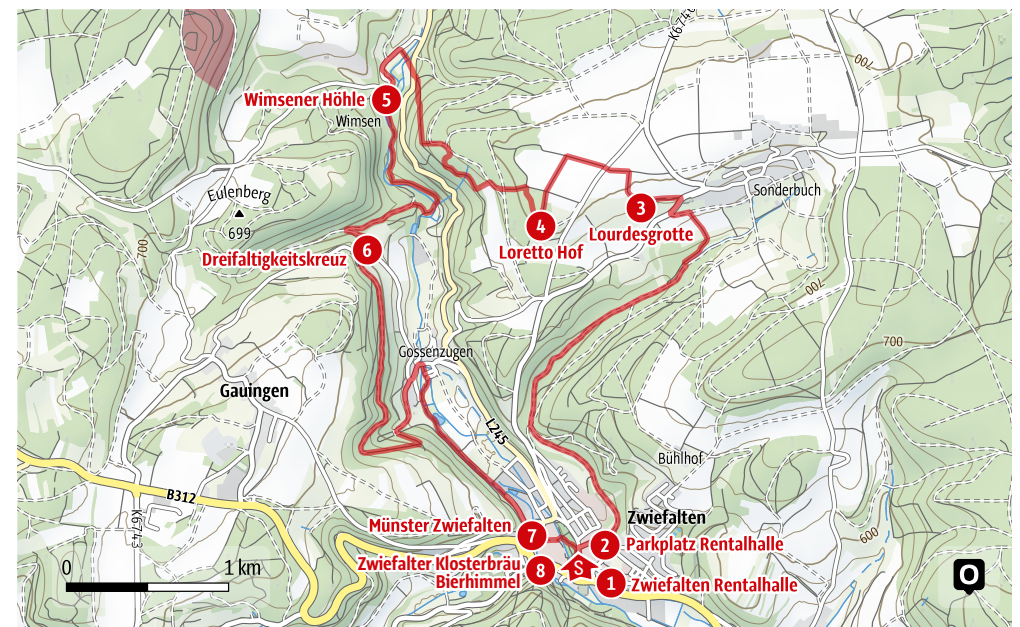 K6746
700
5
Wimsener Höhle
Wimsen
Sonderbuch
Eulenberg
699
3
Lourdesgrotte
4
Loretto Hof
700
6
Dreifaltigkeitskreuz
700
700
Gossenzugen
Gauingen
L245
Bühlhof
B312
K6743
Zwiefalten
600
Münster Zwiefalten
7
2
Parkplatz Rentalhalle
Zwiefalter Klosterbräu
Bierhimmel
8
S
1
Zwiefalten Rentalhalle
0
1 km